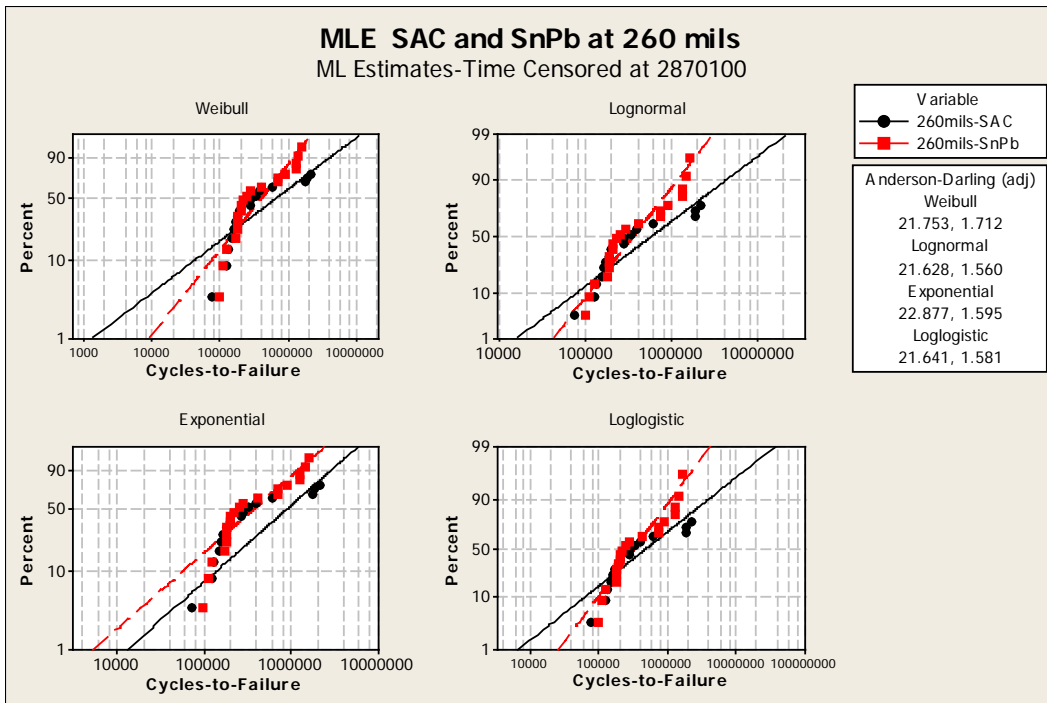 MLE SAC and SnPb at 260 mils
ML Estimates-Time Censored at 2870100
Weibull
Percent
90
50
10
1
1000 10000 100000 1000000 10000000
Cycles-to-Failure
Lognormal
Percent
99
90
50
10
1
10000 100000 1000000 10000000
Cycles-to-Failure
Variable
260mils-SAC
260mils-SnPb
Anderson-Darling (adj)
Weibull
21.753, 1.712
Lognormal
21.628, 1.560
Exponential
22.877, 1.595
Loglogistic
21.641, 1.581
Exponential
Percent
90
50
10
1
10000 100000 1000000 10000000
Cycles-to-Failure
Loglogistic
Percent
99
90
50
10
1
10000 100000 1000000 10000000 100000000
Cycles-to-Failure